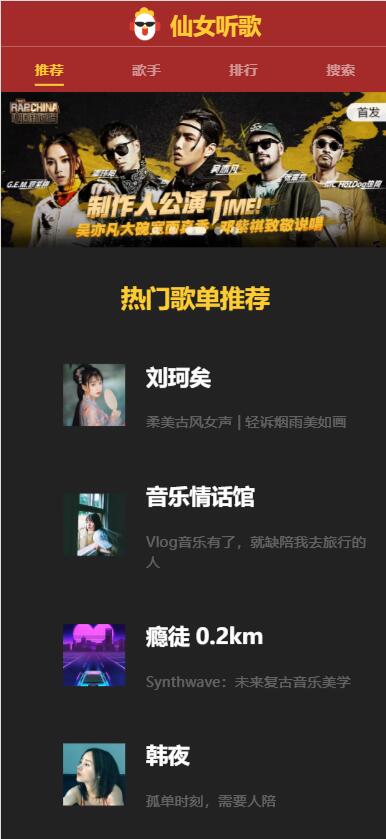 仙女听歌
推荐
歌手
排行
搜索
首发
RAP CHINA
G.E.M.邓紫棋
潘玮柏
吴亦凡
张震岳
MC HOTDOG热狗
制作人公演TIME!
吴亦凡大碗宽面竞秀 邓紫棋致敬说唱
热门歌单推荐
刘珂矣
柔美古风女声 | 轻诉烟雨美如画
音乐情话馆
Vlog音乐有了，就缺陪我去旅行的
人
瘾徒 0.2km
Synthwave：未来复古音乐美学
韩夜
孤单时刻，需要人陪